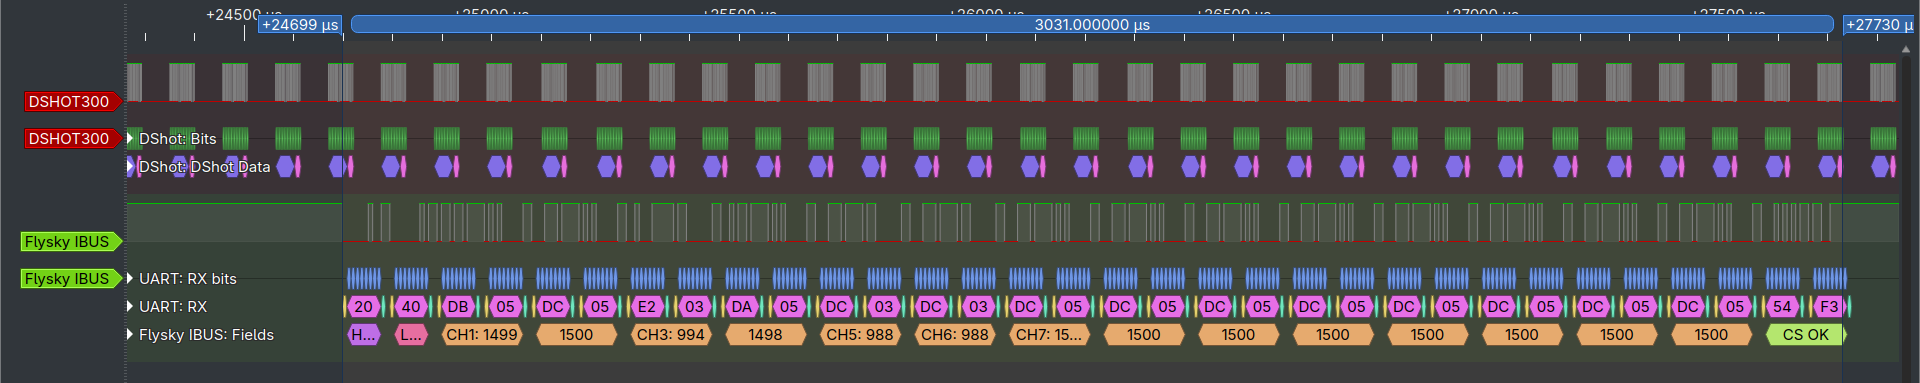 +24500 µs +25000 µs +25500 µs +26000 µs +26500 µs +27000 µs +27500 µs
+24699 µs 3031.000000 µs +27730 µ
DSHOT300
DSHOT300 DShot: Bits
DShot: DShot Data
Flysky IBUS
Flysky IBUS UART: RX bits
UART: RX 20 40 DB 05 DC 05 E2 03 DA 05 DC 03 DC 03 DC 05 DC 05 DC 05 DC 05 DC 05 DC 05 DC 05 DC 05 54 F3
Flysky IBUS: Fields H... L... CH1: 1499 1500 CH3: 994 1498 CH5: 988 CH6: 988 CH7: 15... 1500 1500 1500 1500 1500 1500 1500 CS OK